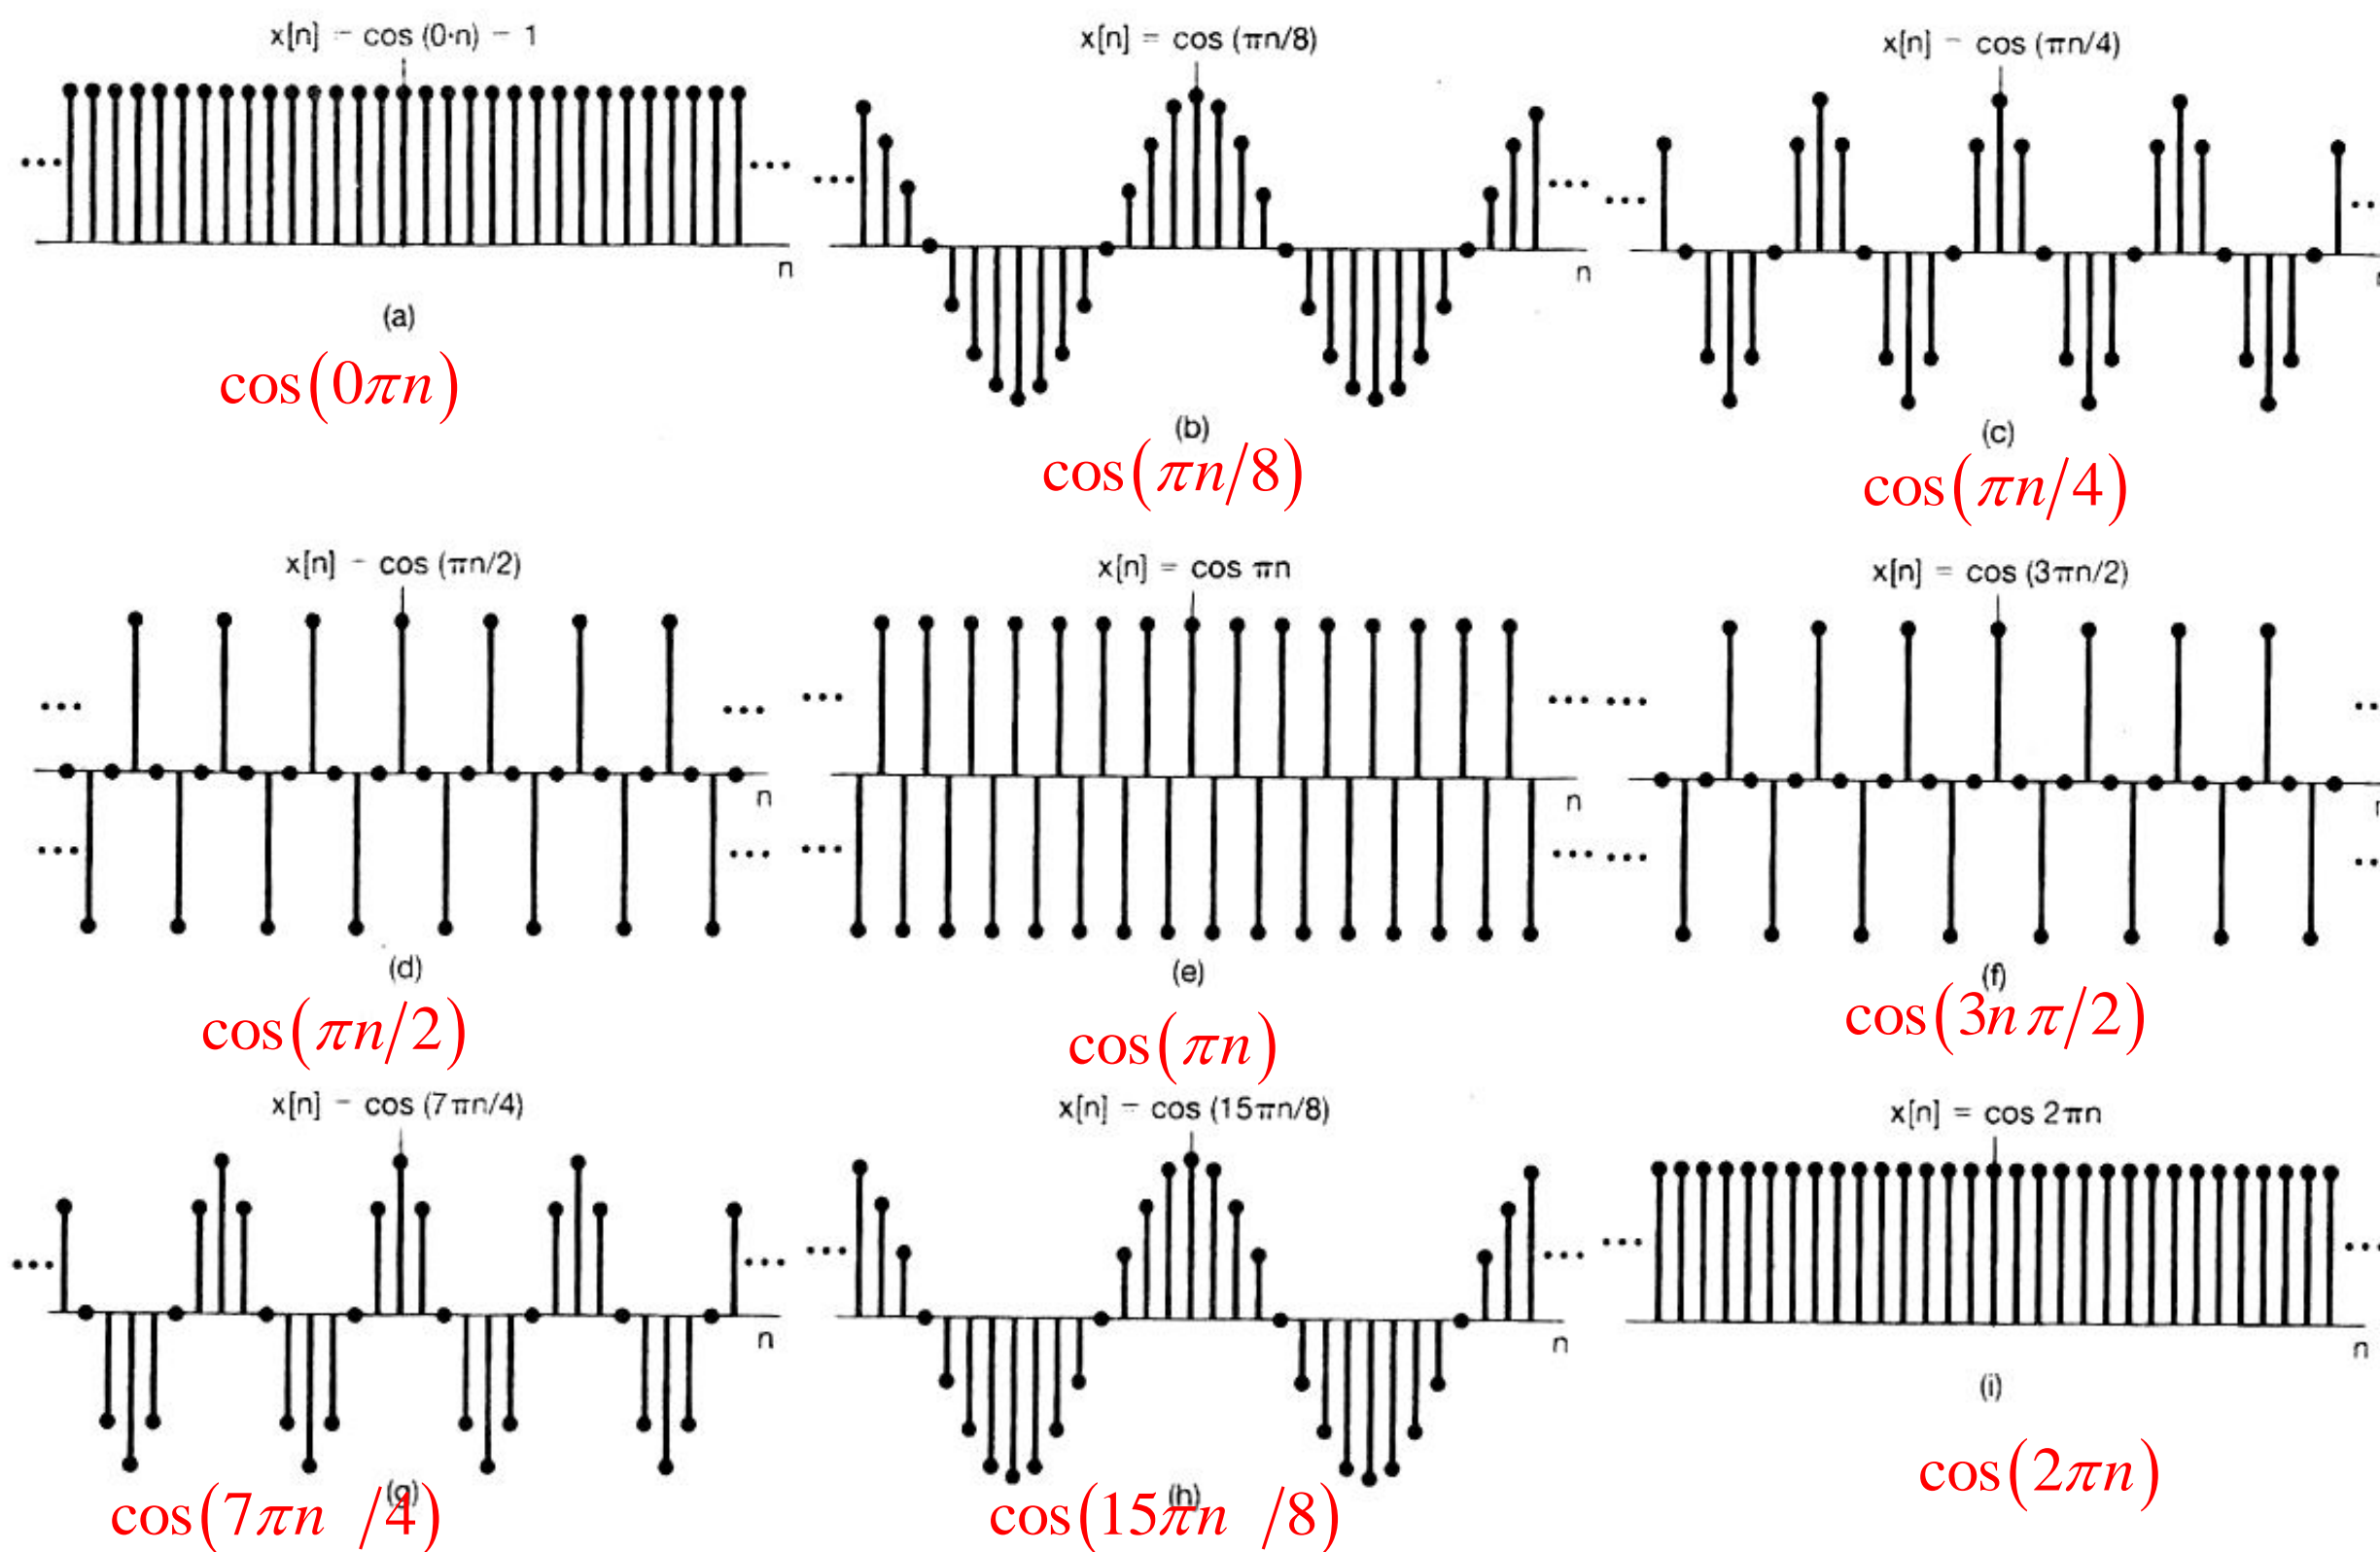 x[n] − cos (0·n) − 1
x[n] = cos (πn/8)
x[n] − cos (πn/4)
...
...
...
...
...
..
n
n
(a)
(b)
(c)
cos(0πn)
cos(πn/8)
cos(πn/4)
x[n] − cos (πn/2)
x[n] = cos πn
x[n] = cos (3πn/2)
...
...
...
...
...
..
n
n
...
...
...
...
...
..
(d)
(e)
(f)
cos(πn/2)
cos(πn)
cos(3nπ/2)
x[n] − cos (7πn/4)
x[n] − cos (15πn/8)
x[n] = cos 2πn
...
...
...
...
...
...
n
n
n
(g)
(h)
(i)
cos(7πn /4)
cos(15πn /8)
cos(2πn)